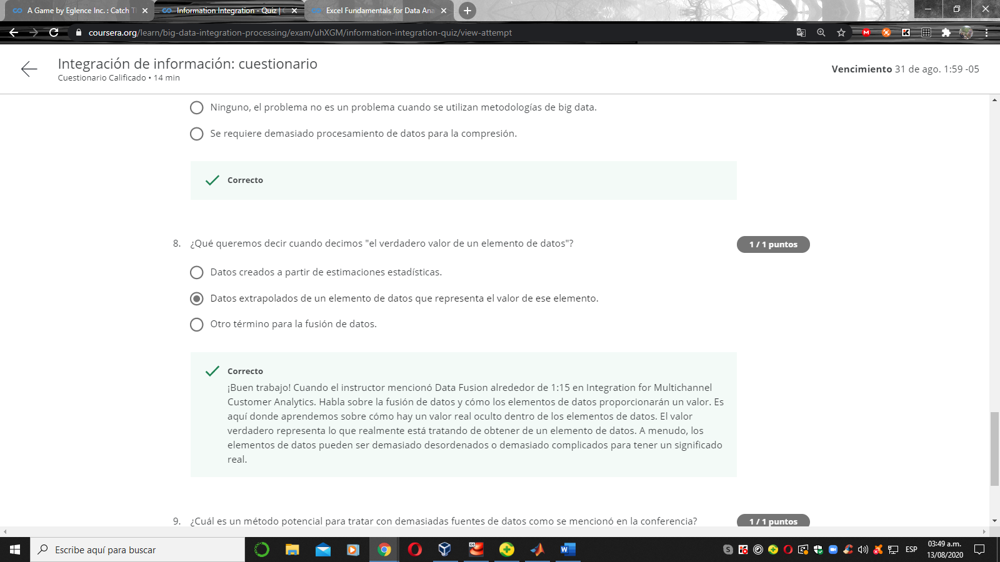 A Game by Eglence Inc. : Catch T
Information Integration - Quiz |
Excel Fundamentals for Data Ana
coursera.org/learn/big-data-integration-processing/exam/uhXGM/information-integration-quiz/view-attempt
Integración de información: cuestionario
Cuestionario Calificado • 14 min
Vencimiento 31 de ago. 1:59 -05
Ninguno, el problema no es un problema cuando se utilizan metodologías de big data.
Se requiere demasiado procesamiento de datos para la compresión.
Correcto
8. ¿Qué queremos decir cuando decimos "el verdadero valor de un elemento de datos"?
1 / 1 puntos
Datos creados a partir de estimaciones estadísticas.
Datos extrapolados de un elemento de datos que representa el valor de ese elemento.
Otro término para la fusión de datos.
Correcto
¡Buen trabajo! Cuando el instructor mencionó Data Fusion alrededor de 1:15 en Integration for Multichannel
Customer Analytics. Habla sobre la fusión de datos y cómo los elementos de datos proporcionarán un valor. Es
aquí donde aprendemos sobre cómo hay un valor real oculto dentro de los elementos de datos. El valor
verdadero representa lo que realmente está tratando de obtener de un elemento de datos. A menudo, los
elementos de datos pueden ser demasiado desordenados o demasiado complicados para tener un significado
real.
9. ¿Cuál es un método potencial para tratar con demasiadas fuentes de datos como se mencionó en la conferencia?
1 / 1 puntos
Escribe aquí para buscar
ESP
03:49 a.m.
13/08/2020